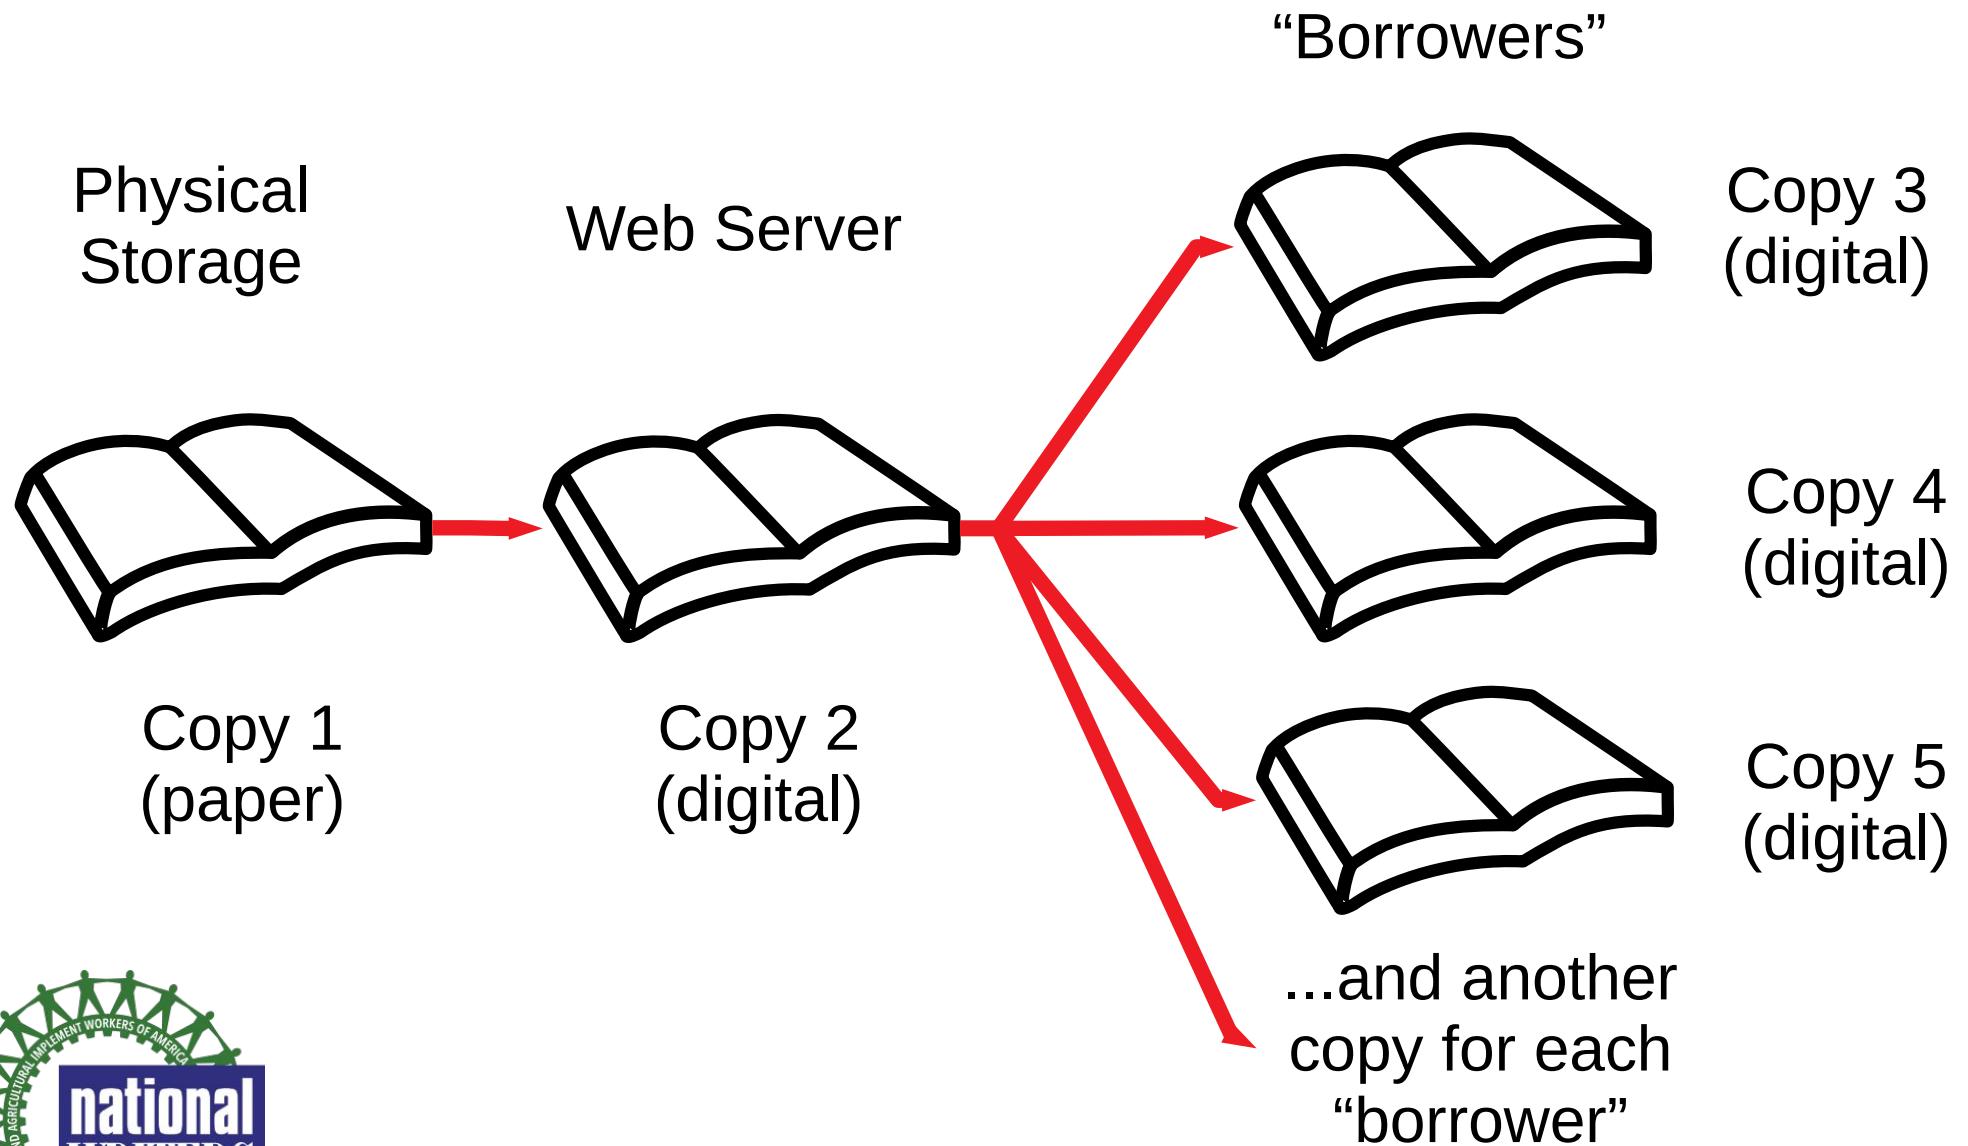 “Borrowers”
Physical
Storage
Web Server
Copy 3
(digital)
Copy 4
(digital)
Copy 1
(paper)
Copy 2
(digital)
Copy 5
(digital)
...and another
copy for each
“borrower”
AGRICULTURAL IMPLEMENT WORKERS OF AMERICA
national